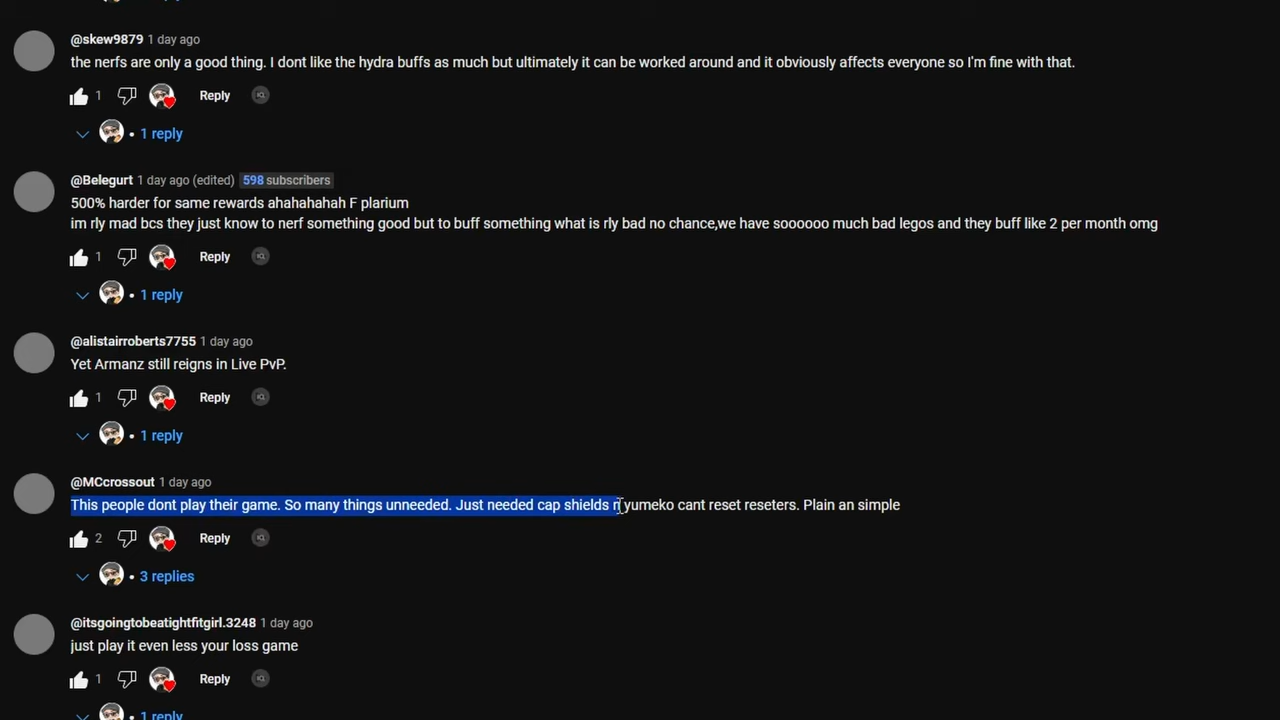 @skew9879 1 day ago
the nerfs are only a good thing. I dont like the hydra buffs as much but ultimately it can be worked around and it obviously affects everyone so I'm fine with that.
1 Reply
1 reply
@Belegurt 1 day ago (edited) 598 subscribers
500% harder for same rewards ahahahahah F plarium
im rly mad bcs they just know to nerf something good but to buff something what is rly bad no chance,we have soooooo much bad legos and they buff like 2 per month omg
1 Reply
1 reply
@alistairroberts7755 1 day ago
Yet Armanz still reigns in Live PvP.
1 Reply
1 reply
@MCcrossout 1 day ago
This people dont play their game. So many things unneeded. Just needed cap shields n yumeko cant reset reseters. Plain an simple
2 Reply
3 replies
@itsgoingtobeatightfitgirl.3248 1 day ago
just play it even less your loss game
1 Reply
1 reply